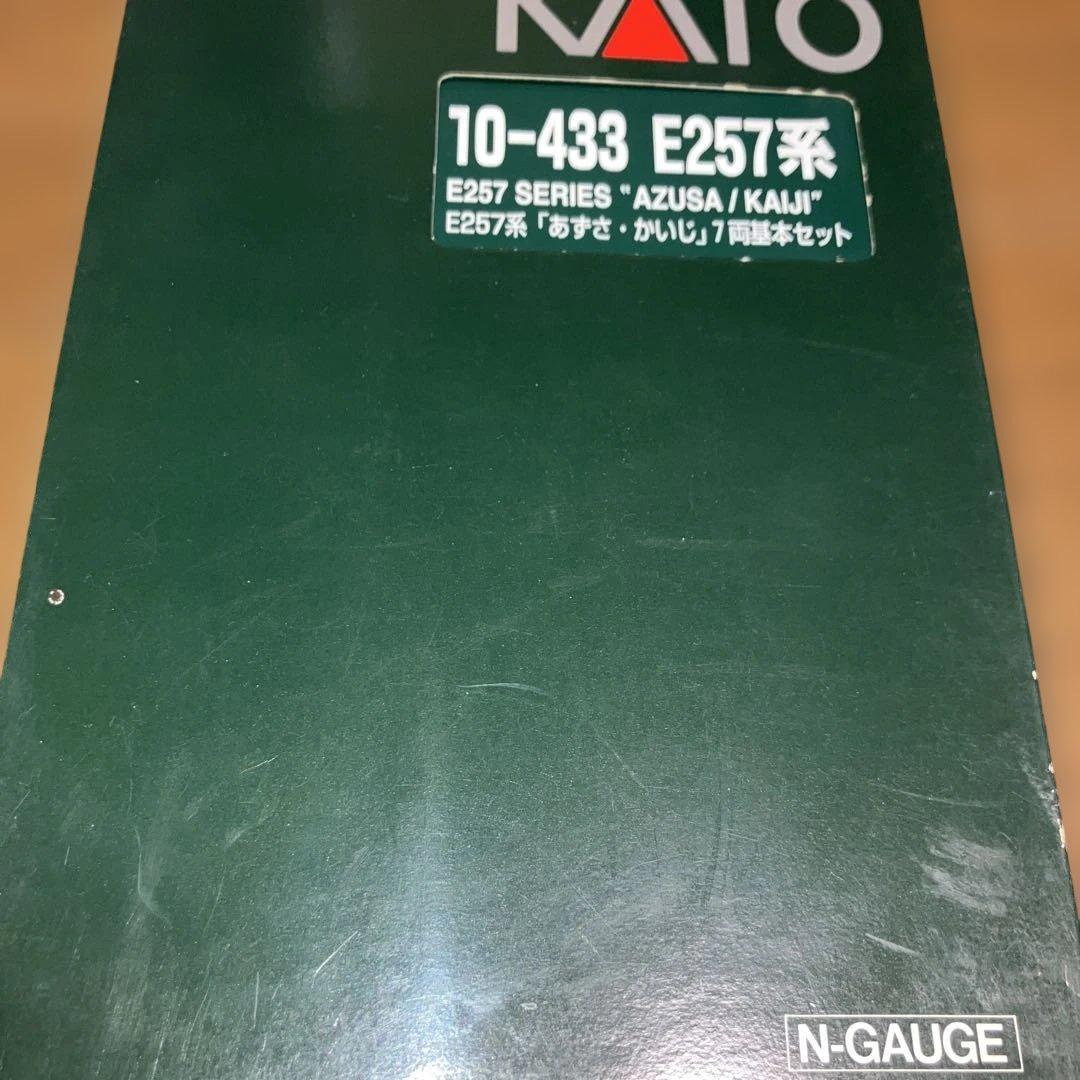 KATO
10-433 E257系
E257 SERIES "AZUSA / KAIJI"
E257系「あずさ・かいじ」7両基本セット
N-GAUGE